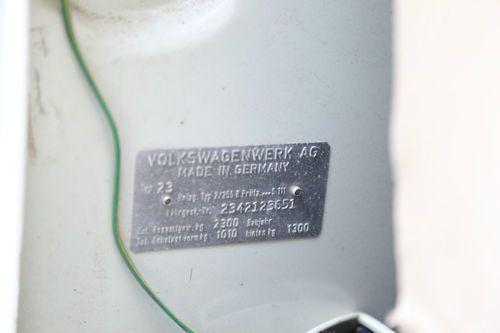 VOLKSWAGENWERK AG
MADE IN GERMANY
Typ 23
Fahrgest.-Nr. 2342123651
Zul. Gesamtgew. kg 2300 Baujahr
Zul. Achslast vorn kg 1010 hinten kg 1300